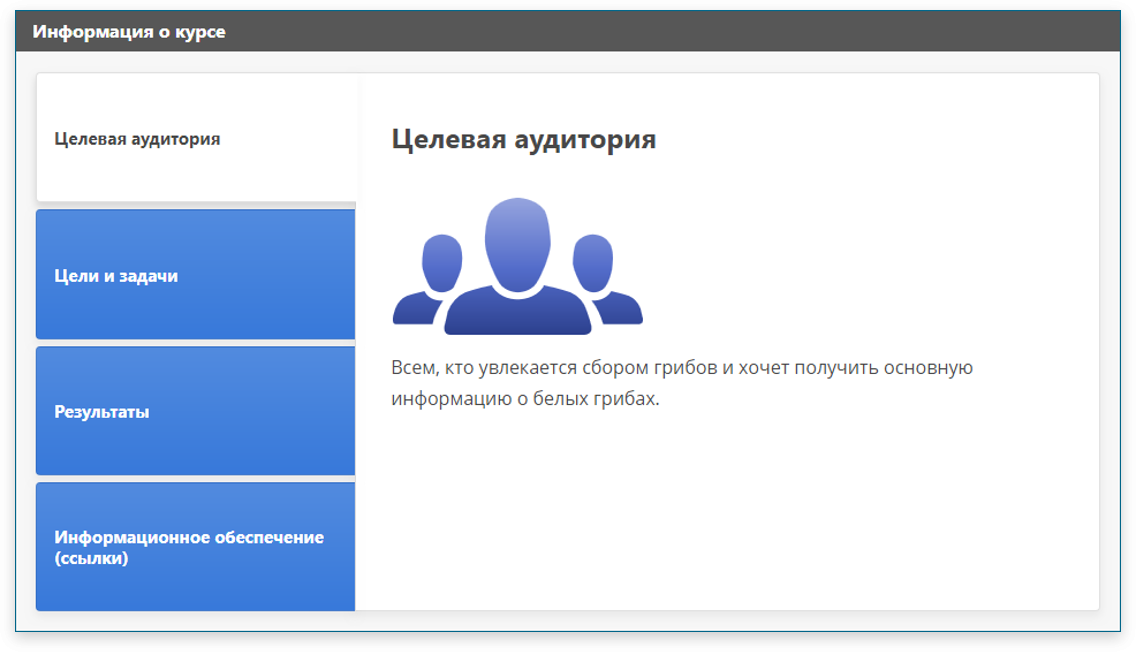 Информация о курсе
Целевая аудитория
Цели и задачи
Результаты
Информационное обеспечение
(ссылки)
Целевая аудитория
Всем, кто увлекается сбором грибов и хочет получить основную
информацию о белых грибах.